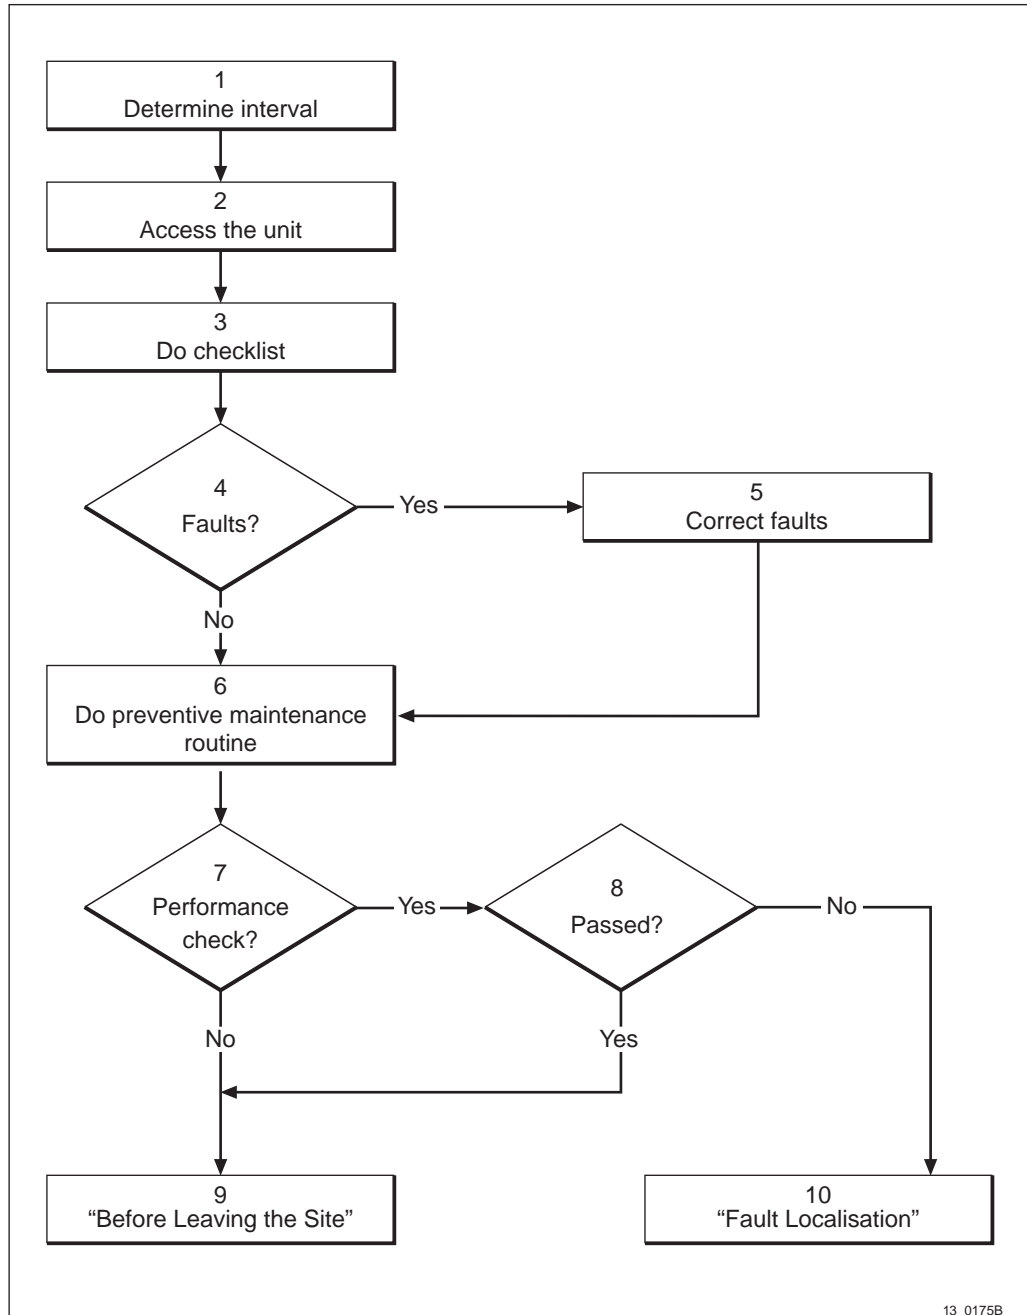 1
Determine interval
2
Access the unit
3
Do checklist
4
Faults?
Yes
5
Correct faults
No
6
Do preventive maintenance
routine
7
Performance
check?
Yes
8
Passed?
No
No
Yes
9
“Before Leaving the Site”
10
“Fault Localisation”
13_0175B